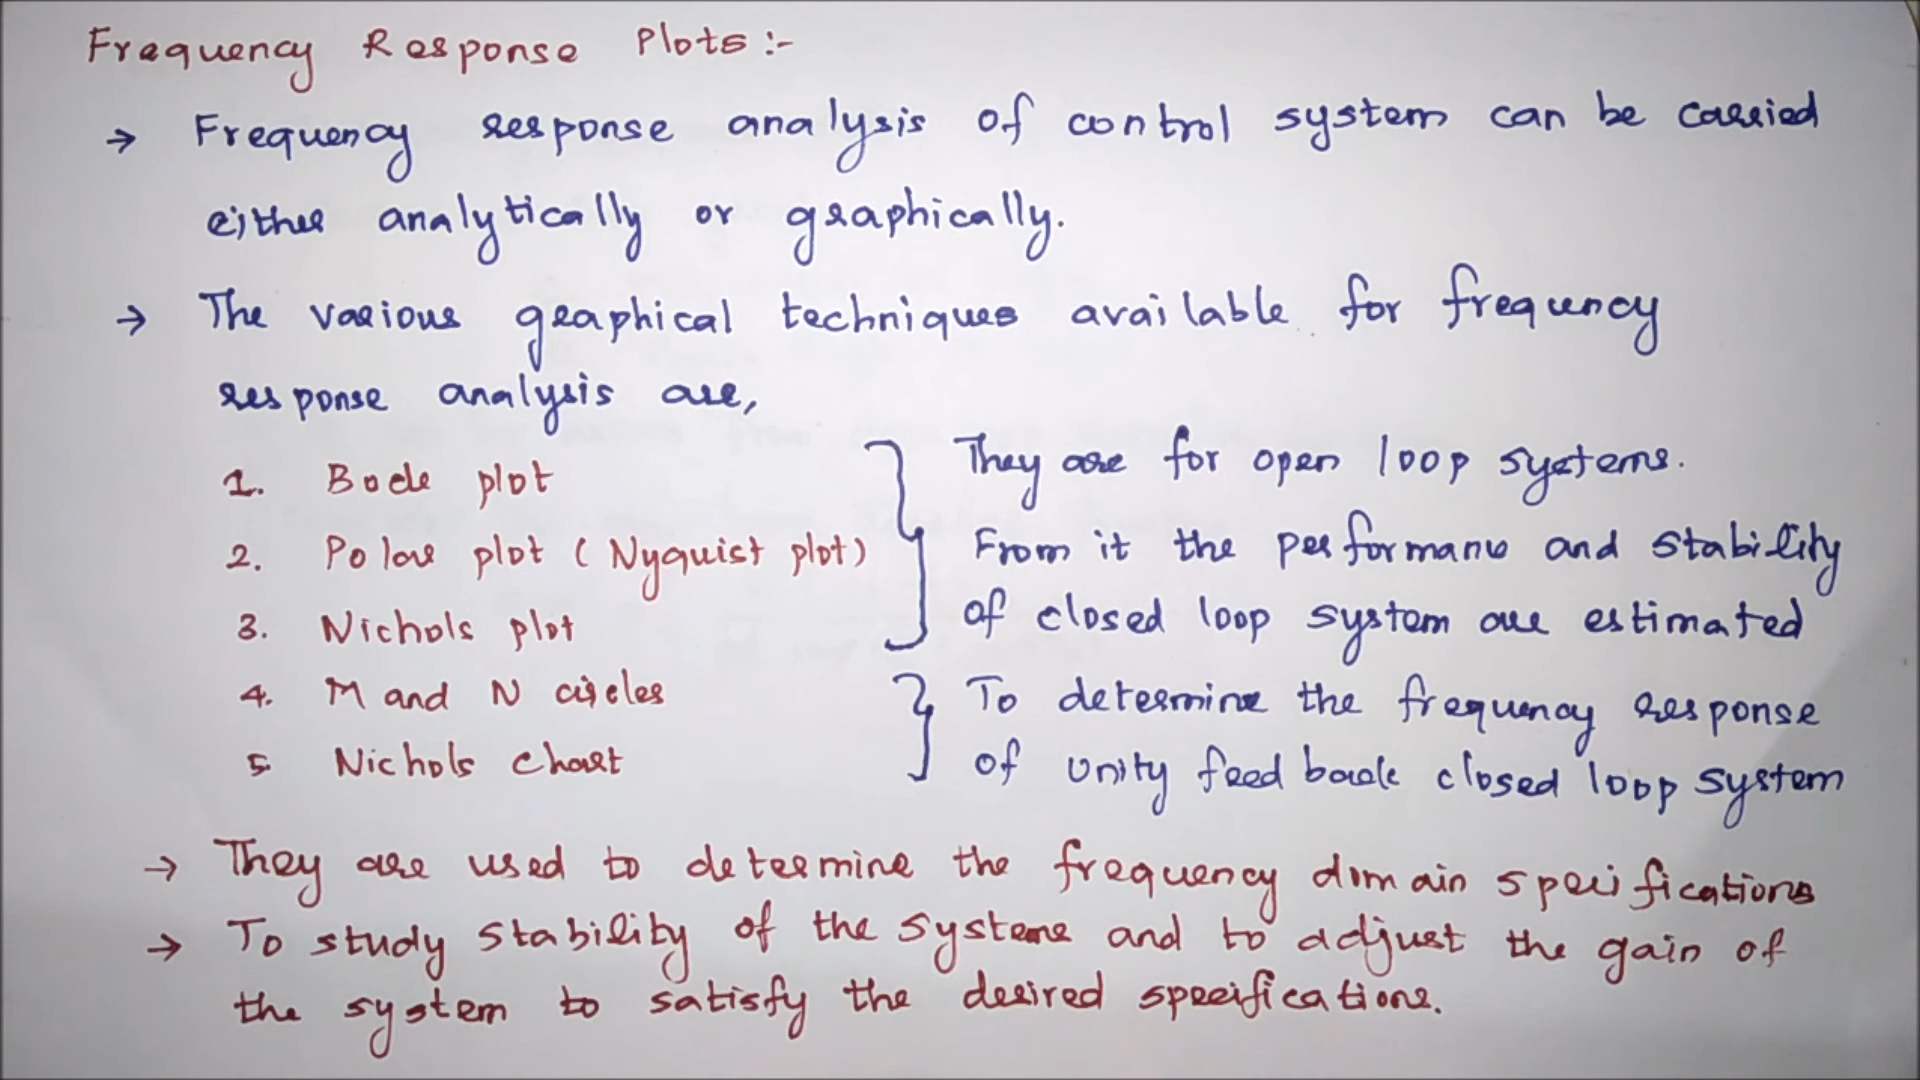 Frequency Response Plots :-
→ Frequency response analysis of control system can be carried
either analytically or graphically.
→ The various graphical techniques available for frequency
response analysis are,
1. Bode plot
2. Polar plot (Nyquist plot)
3. Nichols plot
They are for open loop systems.
From it the performance and stability
of closed loop system are estimated
4. M and N circles
5. Nichols chart
To determine the frequency response
of unity feed back closed loop system
→ They are used to determine the frequency domain specifications
→ To study stability of the systems and to adjust the gain of
the system to satisfy the desired specifications.